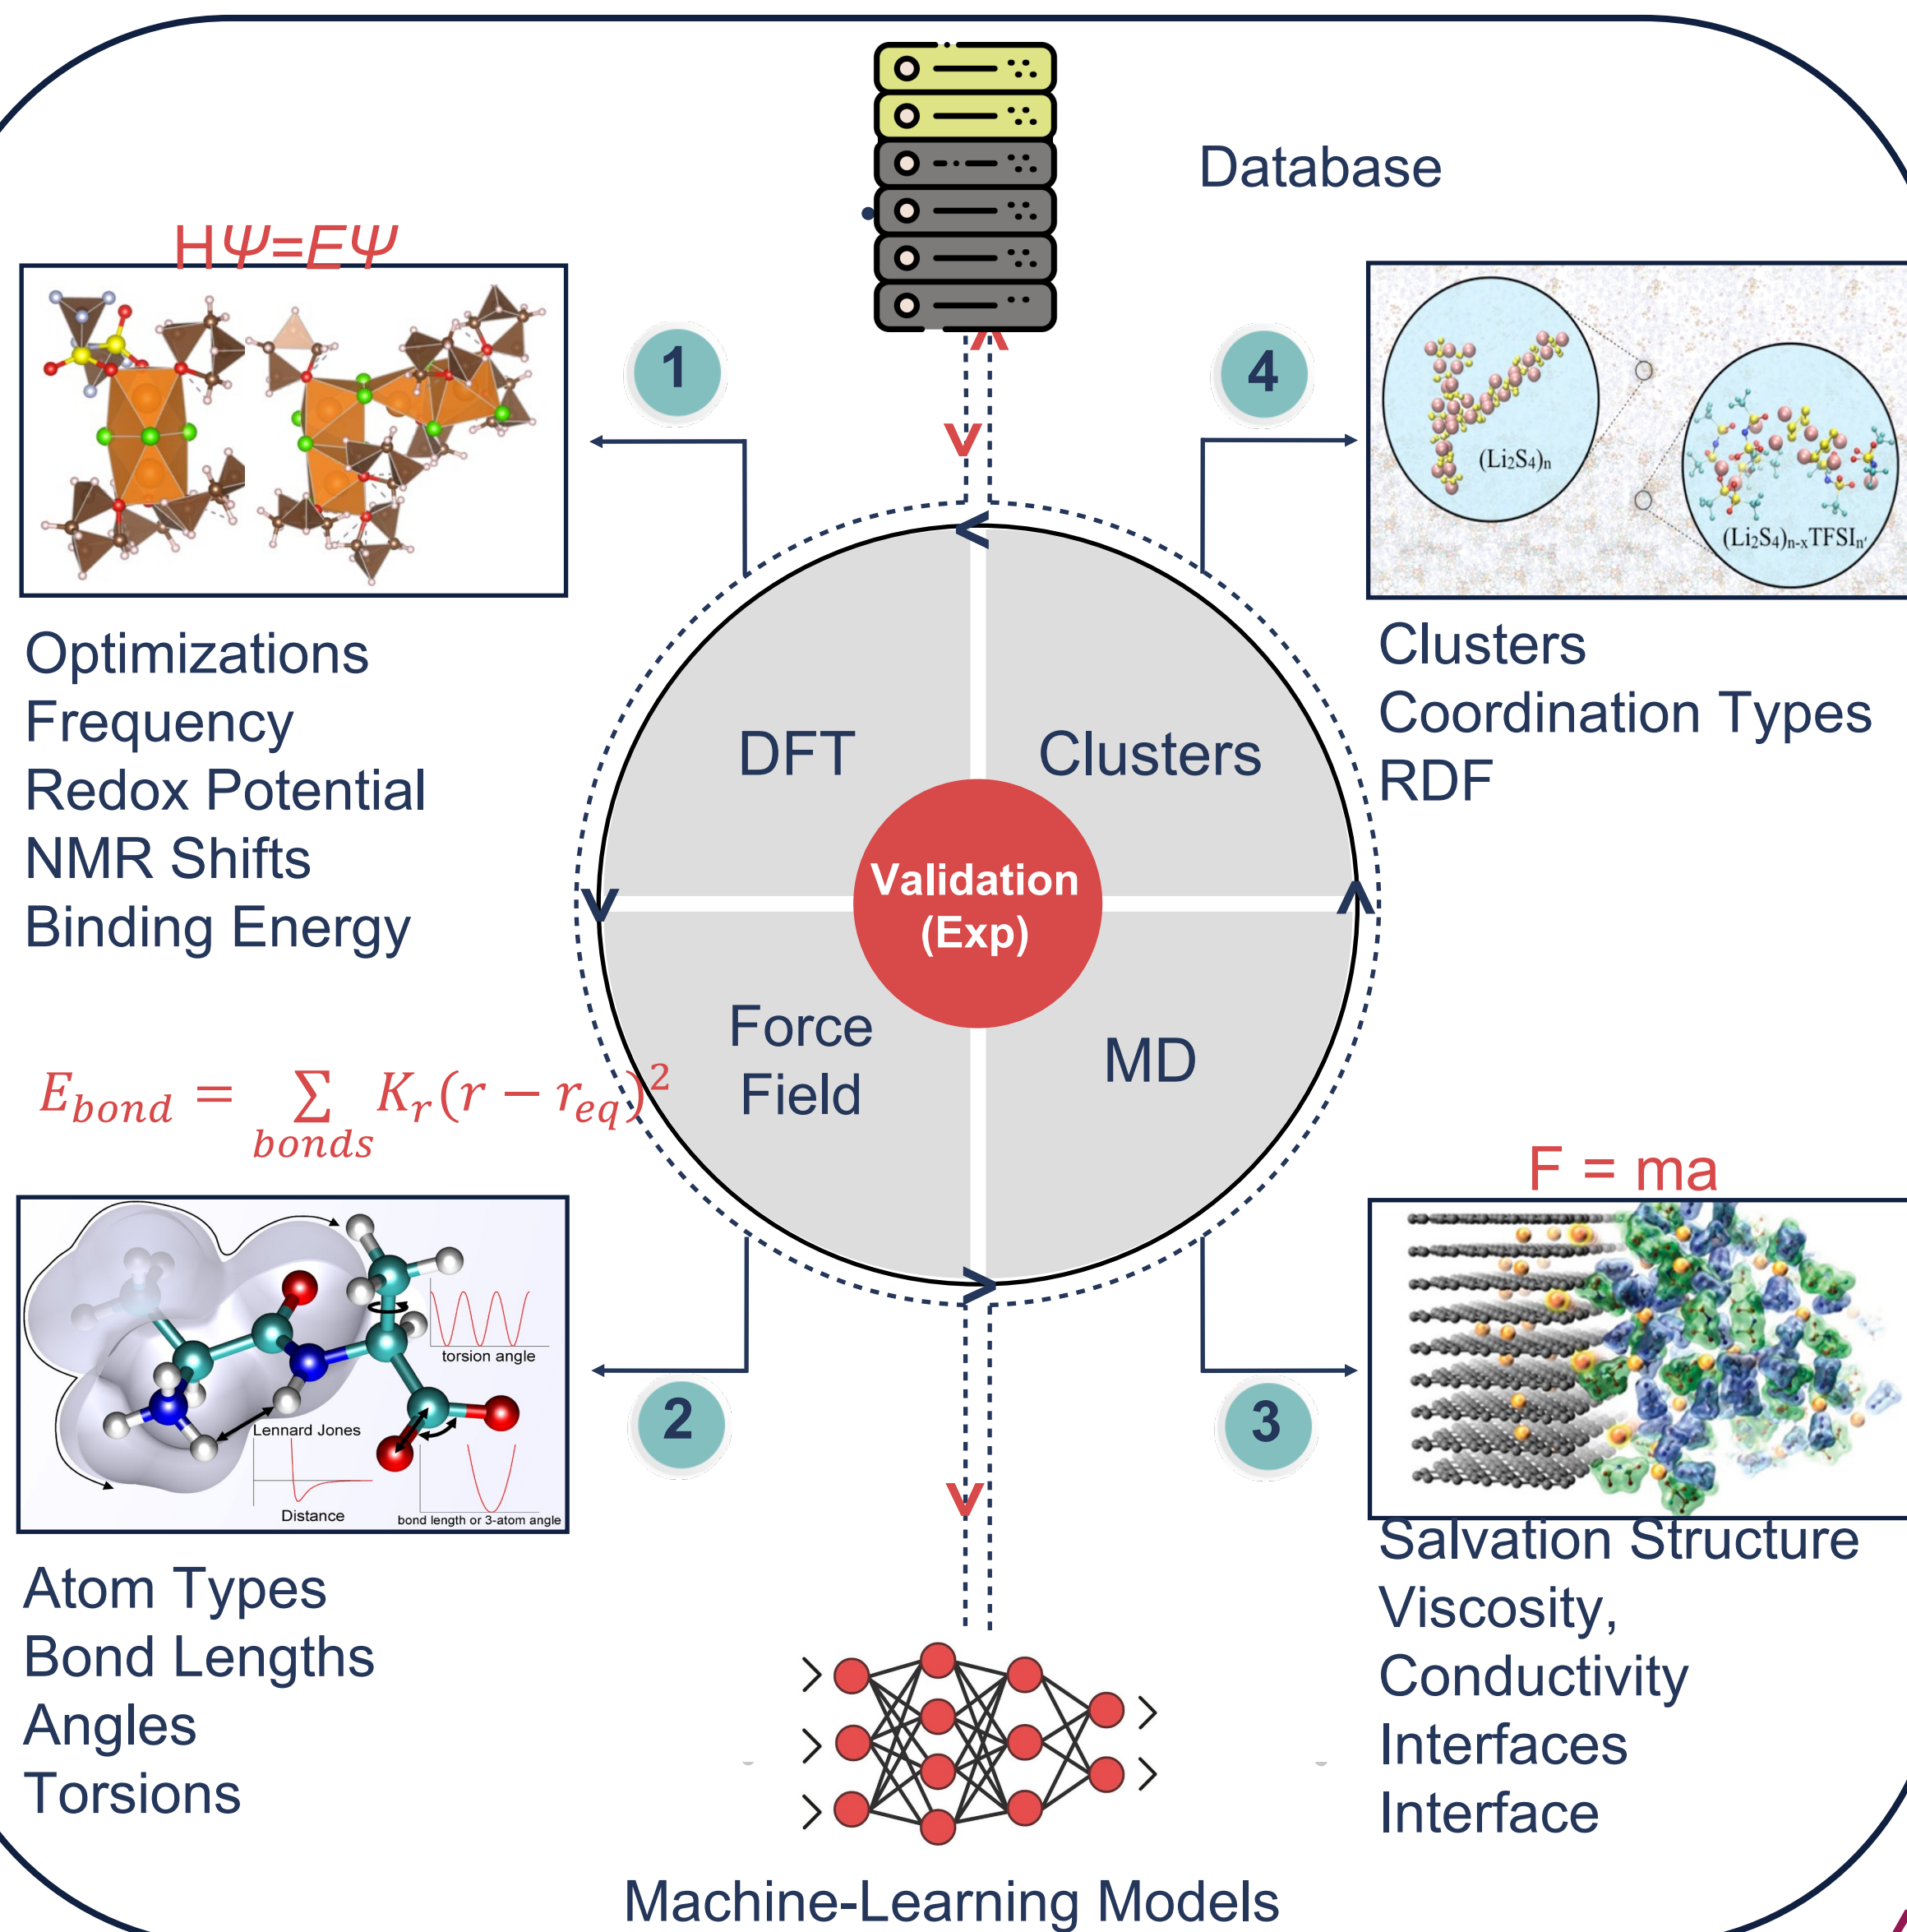 Database
HΨ=EΨ
1
4
(Li₂S₄)ₙ
(Li₂S₄)ₙ₋ₓTFSIₙ'
Optimizations
Frequency
Redox Potential
NMR Shifts
Binding Energy
Clusters
Coordination Types
RDF
DFT
Clusters
Validation
(Exp)
Force
Field
MD
E_bond = ∑_bonds K_r(r − r_eq)²
F = ma
torsion angle
Lennard Jones
Distance
bond length or 3-atom angle
2
3
Atom Types
Bond Lengths
Angles
Torsions
Salvation Structure
Viscosity,
Conductivity
Interfaces
Interface
Machine-Learning Models